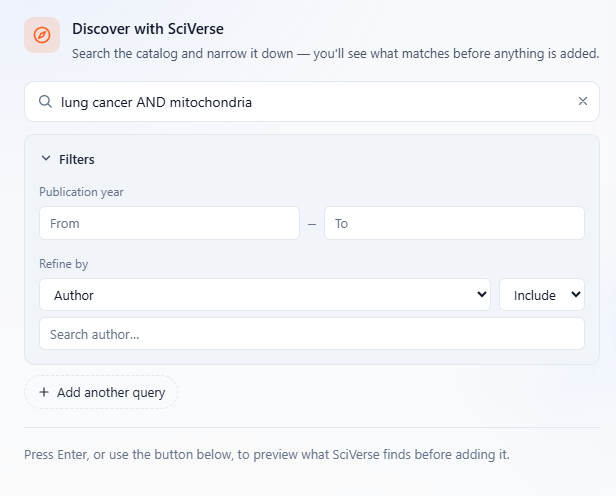 Discover with SciVerse
Search the catalog and narrow it down — you'll see what matches before anything is added.
lung cancer AND mitochondria
Filters
Publication year
From – To
Refine by
Author Include
Search author...
+ Add another query
Press Enter, or use the button below, to preview what SciVerse finds before adding it.